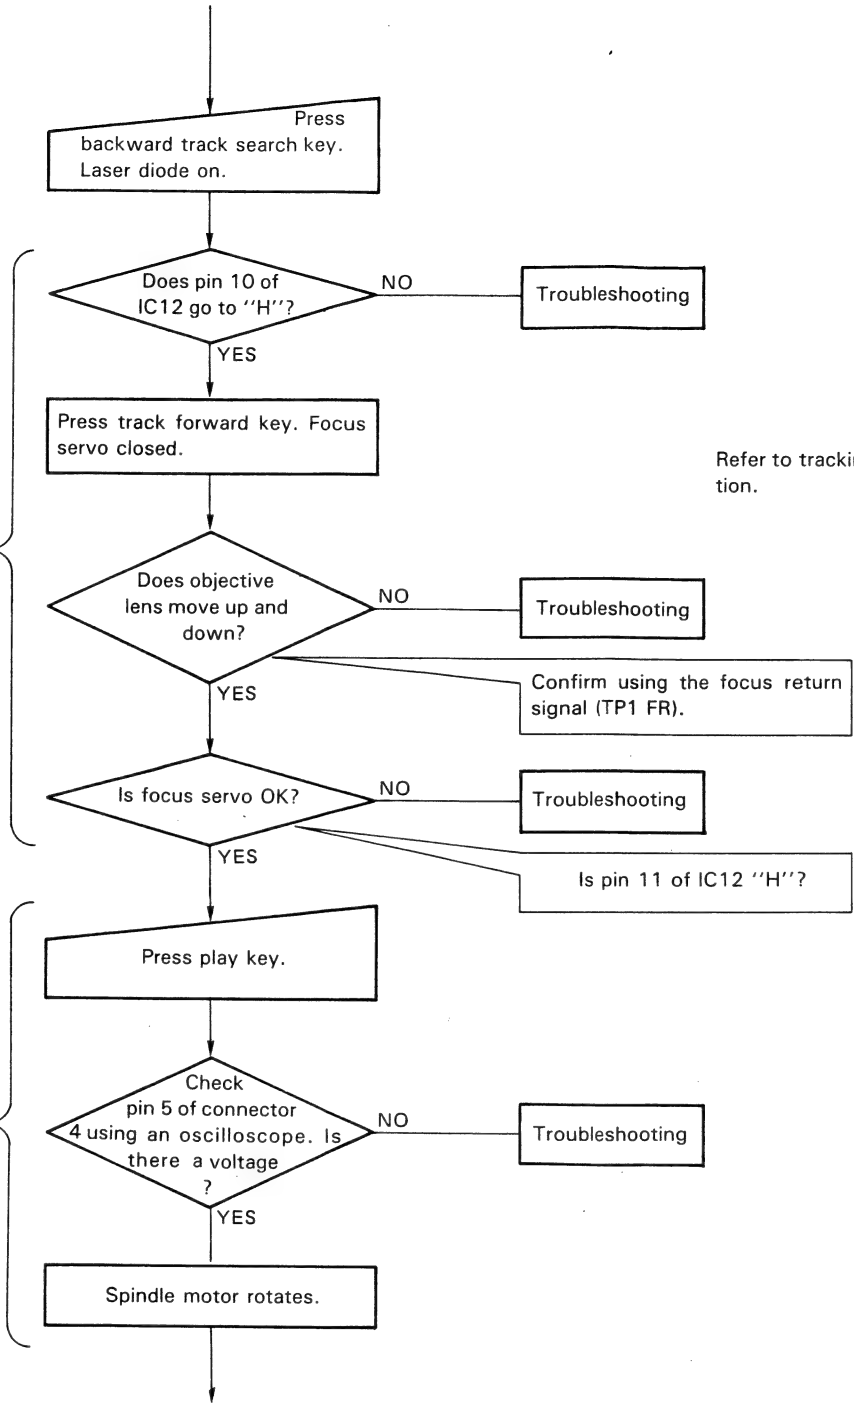 Press
backward track search key.
Laser diode on.
Does pin 10 of
IC12 go to "H"?
NO
Troubleshooting
YES
Press track forward key. Focus
servo closed.
Refer to
tion.
Does objective
lens move up and
down?
NO
Troubleshooting
YES
Confirm using the focus return
signal (TP1 FR).
Is focus servo OK?
NO
Troubleshooting
YES
Is pin 11 of IC12 "H"?
Press play key.
Check
pin 5 of connector
4 using an oscilloscope. Is
there a voltage
?
NO
Troubleshooting
YES
Spindle motor rotates.